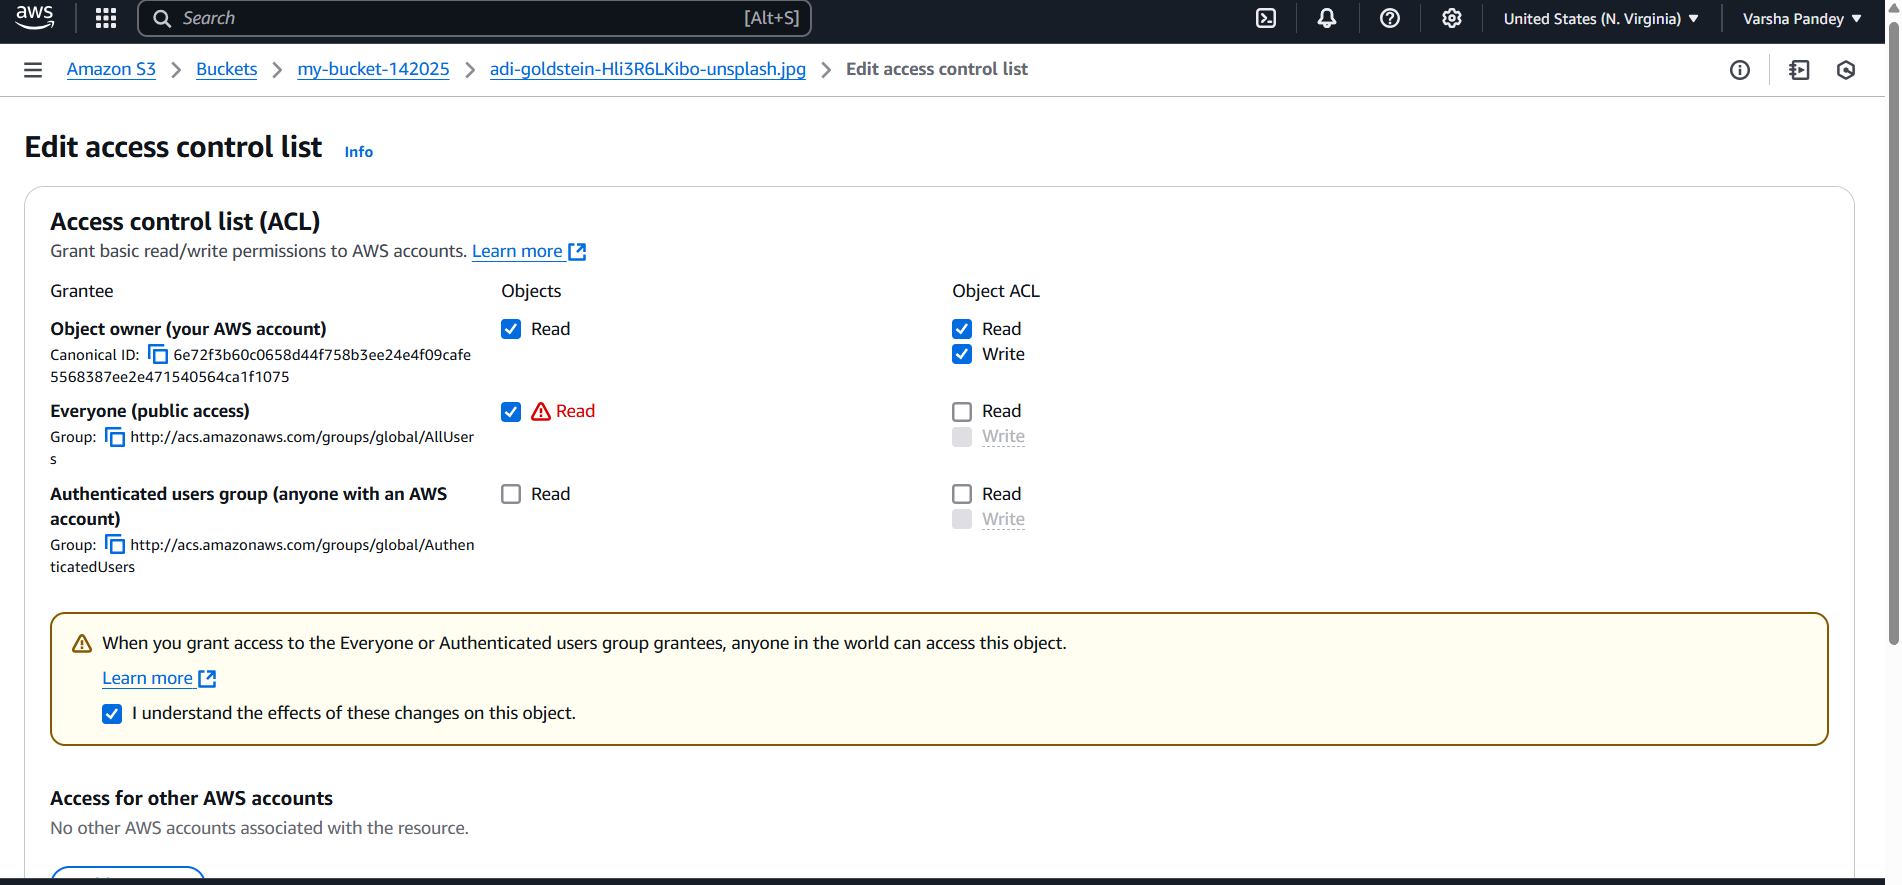 aws
Search [Alt+S]
United States (N. Virginia) Varsha Pandey
Amazon S3 Buckets my-bucket-142025 adi-goldstein-Hli3R6LKibo-unsplash.jpg Edit access control list
Edit access control list Info
Access control list (ACL)
Grant basic read/write permissions to AWS accounts. Learn more
Grantee Objects Object ACL
Object owner (your AWS account) Read Read
Canonical ID: 6e72f3b60c0658d44f758b3ee24e4f09cafe Write
5568387ee2e471540564ca1f1075
Everyone (public access) Read Read
Group: http://acs.amazonaws.com/groups/global/AllUser Write
s
Authenticated users group (anyone with an AWS Read Read
account) Write
Group: http://acs.amazonaws.com/groups/global/Authen
ticatedUsers
When you grant access to the Everyone or Authenticated users group grantees, anyone in the world can access this object.
Learn more
I understand the effects of these changes on this object.
Access for other AWS accounts
No other AWS accounts associated with the resource.